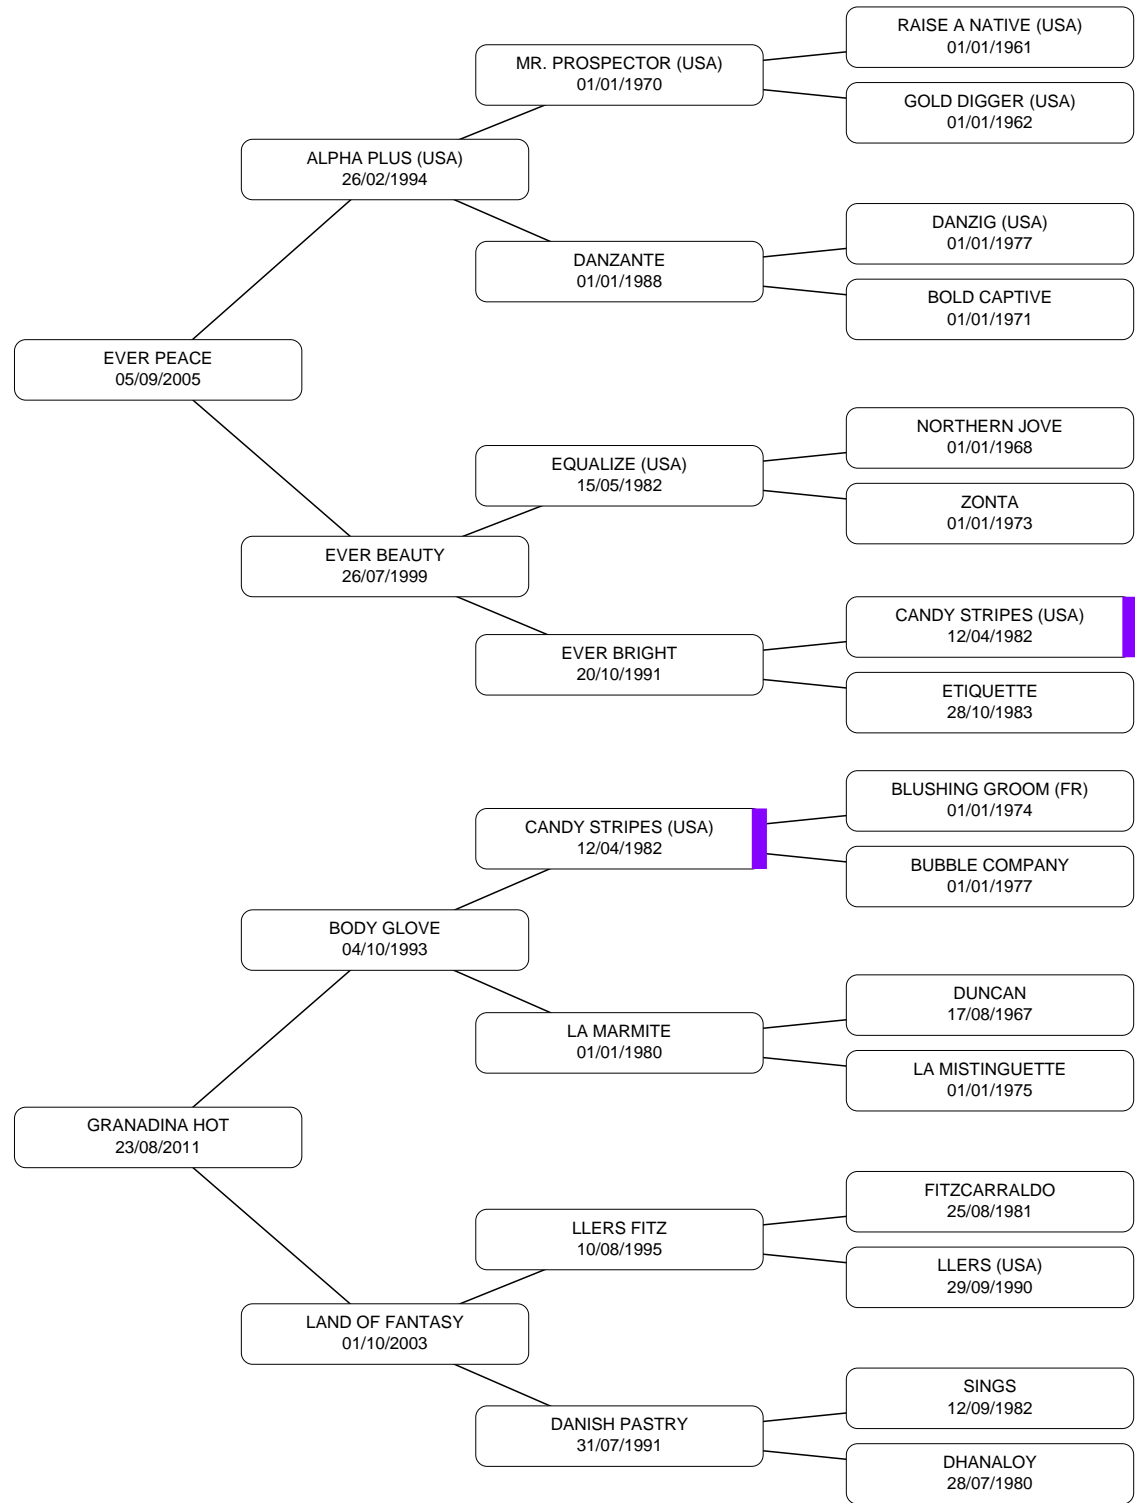 RAISE A NATIVE (USA)
01/01/1961
MR. PROSPECTOR (USA)
01/01/1970
GOLD DIGGER (USA)
01/01/1962
ALPHA PLUS (USA)
26/02/1994
DANZIG (USA)
01/01/1977
DANZANTE
01/01/1988
BOLD CAPTIVE
01/01/1971
EVER PEACE
05/09/2005
NORTHERN JOVE
01/01/1968
EQUALIZE (USA)
15/05/1982
ZONTA
01/01/1973
EVER BEAUTY
26/07/1999
CANDY STRIPES (USA)
12/04/1982
EVER BRIGHT
20/10/1991
ETIQUETTE
28/10/1983
BLUSHING GROOM (FR)
01/01/1974
CANDY STRIPES (USA)
12/04/1982
BUBBLE COMPANY
01/01/1977
BODY GLOVE
04/10/1993
DUNCAN
17/08/1967
LA MARMITE
01/01/1980
LA MISTINGUETTE
01/01/1975
GRANADINA HOT
23/08/2011
FITZCARRALDO
25/08/1981
LLERS FITZ
10/08/1995
LLERS (USA)
29/09/1990
LAND OF FANTASY
01/10/2003
SINGS
12/09/1982
DANISH PASTRY
31/07/1991
DHANALOY
28/07/1980